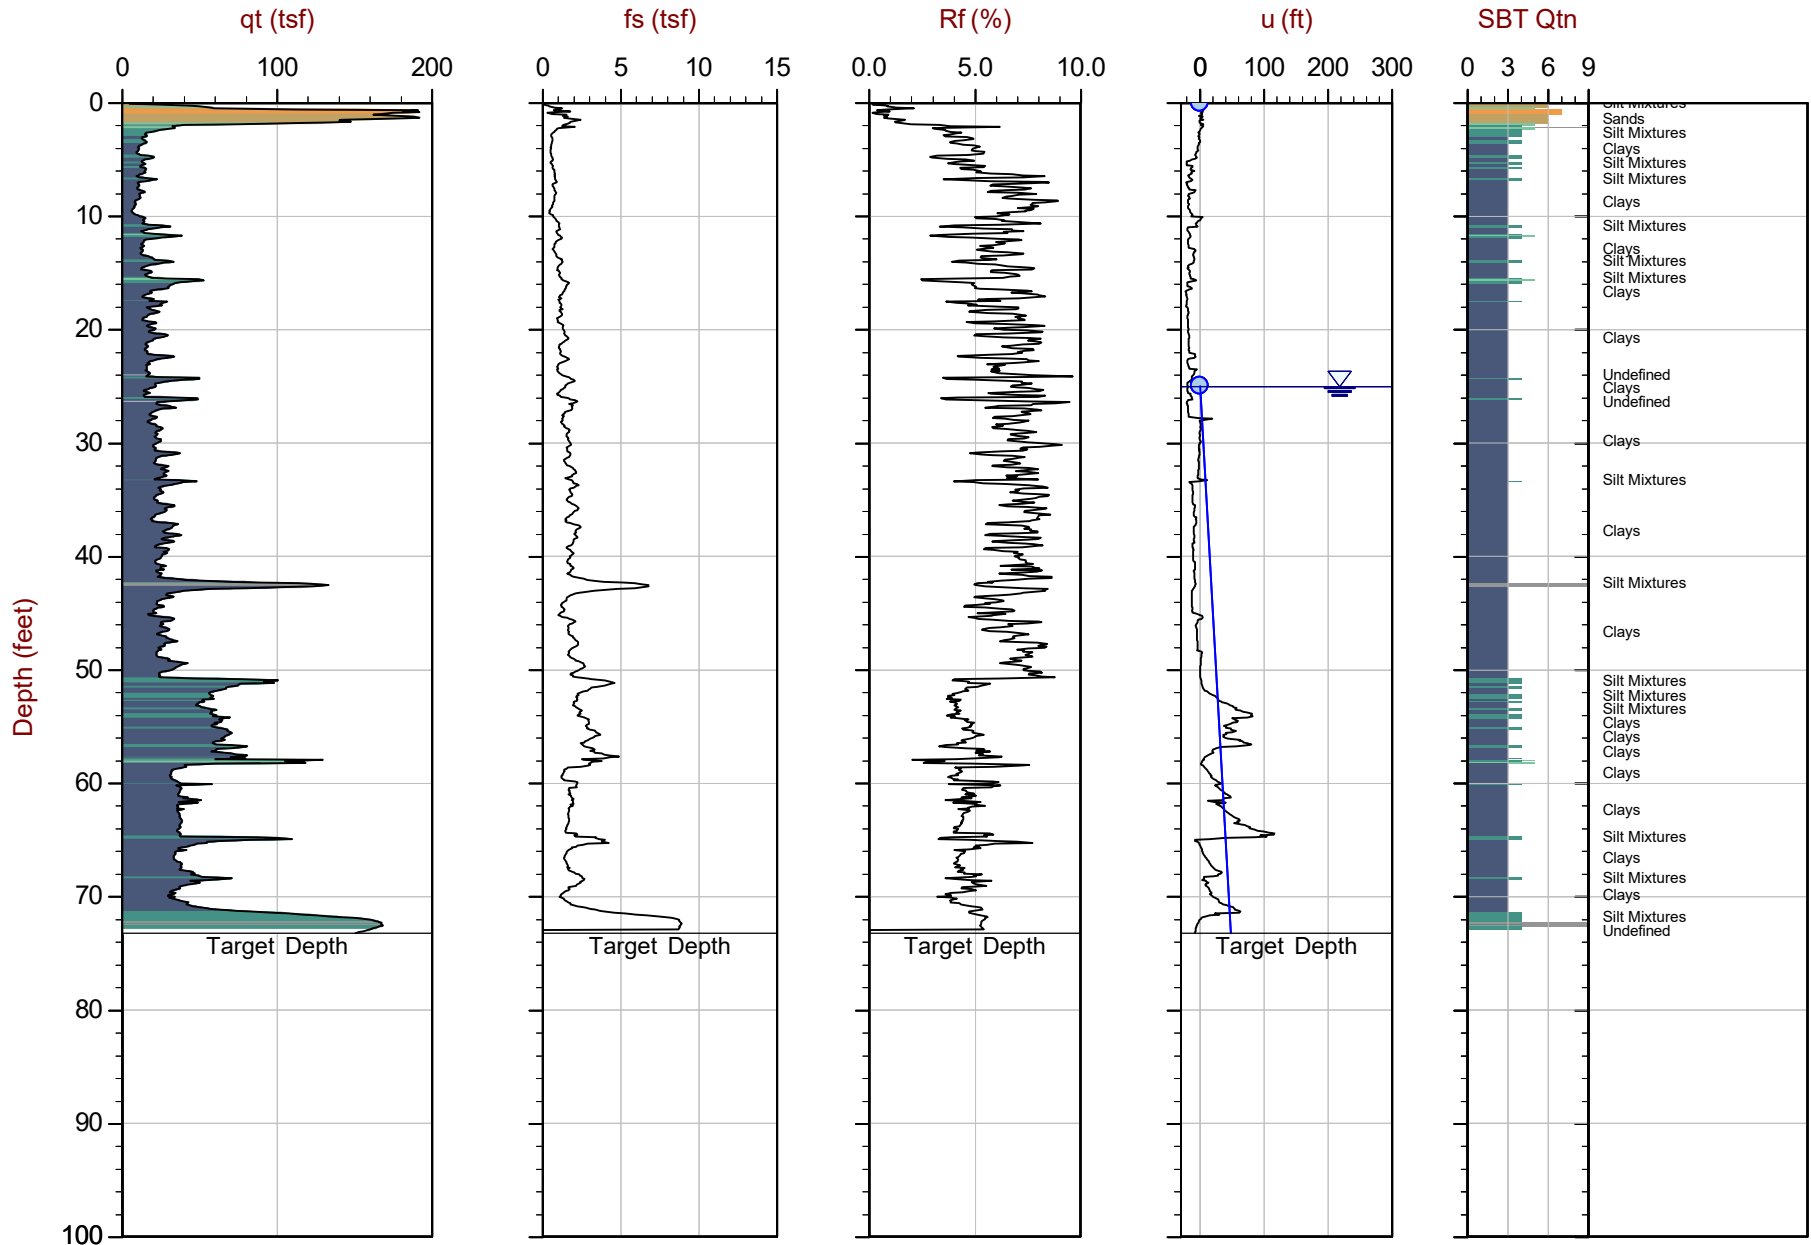 qt (tsf) fs (tsf) Rf (%) u (ft) SBT Qtn
0 100 200 0 5 10 15 0.0 5.0 10.0 0 100 200 300 0 3 6 9
Depth (feet)
0
10
20
30
40
50
60
70
80
90
100
Silt Mixtures
Sands
Silt Mixtures
Clays
Silt Mixtures
Silt Mixtures
Clays
Silt Mixtures
Clays
Silt Mixtures
Silt Mixtures
Clays
Clays
Undefined
Clays
Undefined
Clays
Silt Mixtures
Clays
Silt Mixtures
Clays
Silt Mixtures
Silt Mixtures
Silt Mixtures
Clays
Clays
Clays
Clays
Clays
Silt Mixtures
Clays
Silt Mixtures
Clays
Silt Mixtures
Undefined
Target Depth Target Depth Target Depth Target Depth